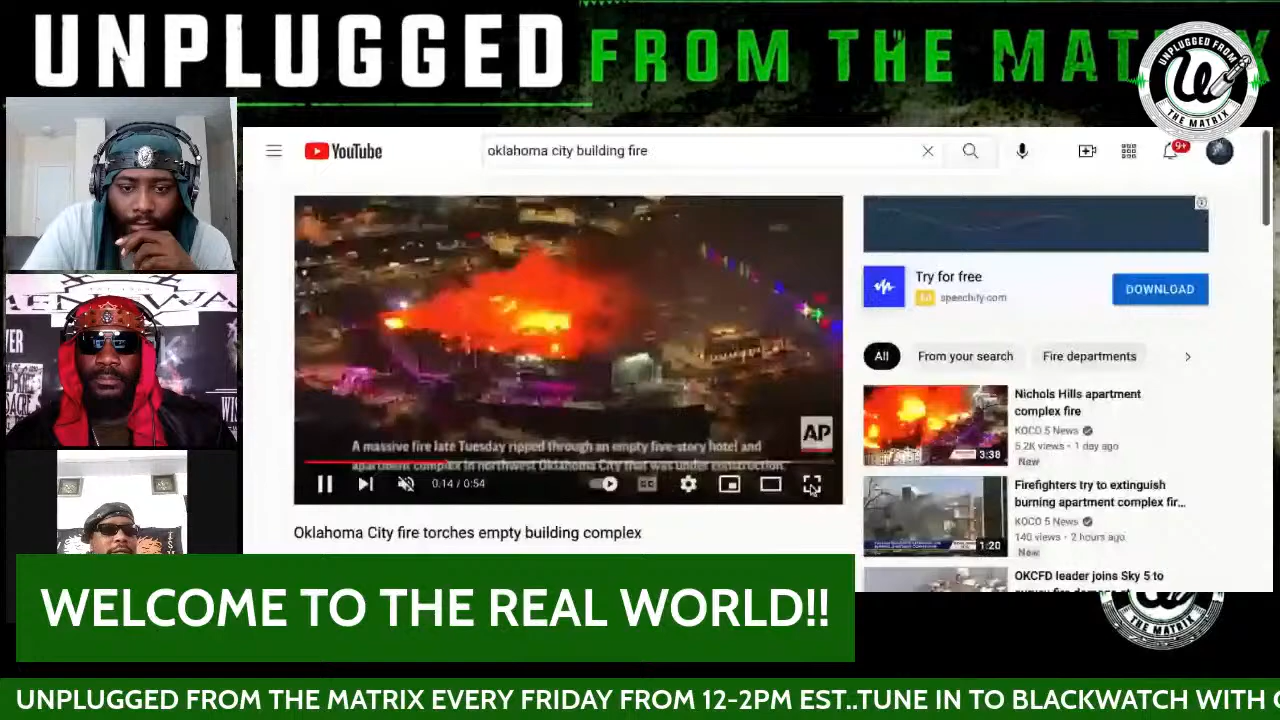 UNPLUGGED FROM THE MATRIX
UNPLUGGED FROM
THE MATRIX
YouTube
oklahoma city building fire
9+
A massive fire late Tuesday ripped through an empty five-story hotel and
apartment complex in northwest Oklahoma City that was under construction.
AP
0:14 / 0:54
Oklahoma City fire torches empty building complex
Try for free
Ad speechify.com
DOWNLOAD
All
From your search
Fire departments
Nichols Hills apartment
complex fire
KOCO 5 News
5.2K views • 1 day ago
New
3:38
Firefighters try to extinguish
burning apartment complex fir...
KOCO 5 News
140 views • 2 hours ago
New
1:20
OKCFD leader joins Sky 5 to
THE MATRIX
WELCOME TO THE REAL WORLD!!
UNPLUGGED FROM THE MATRIX EVERY FRIDAY FROM 12-2PM EST..TUNE IN TO BLACKWATCH WITH